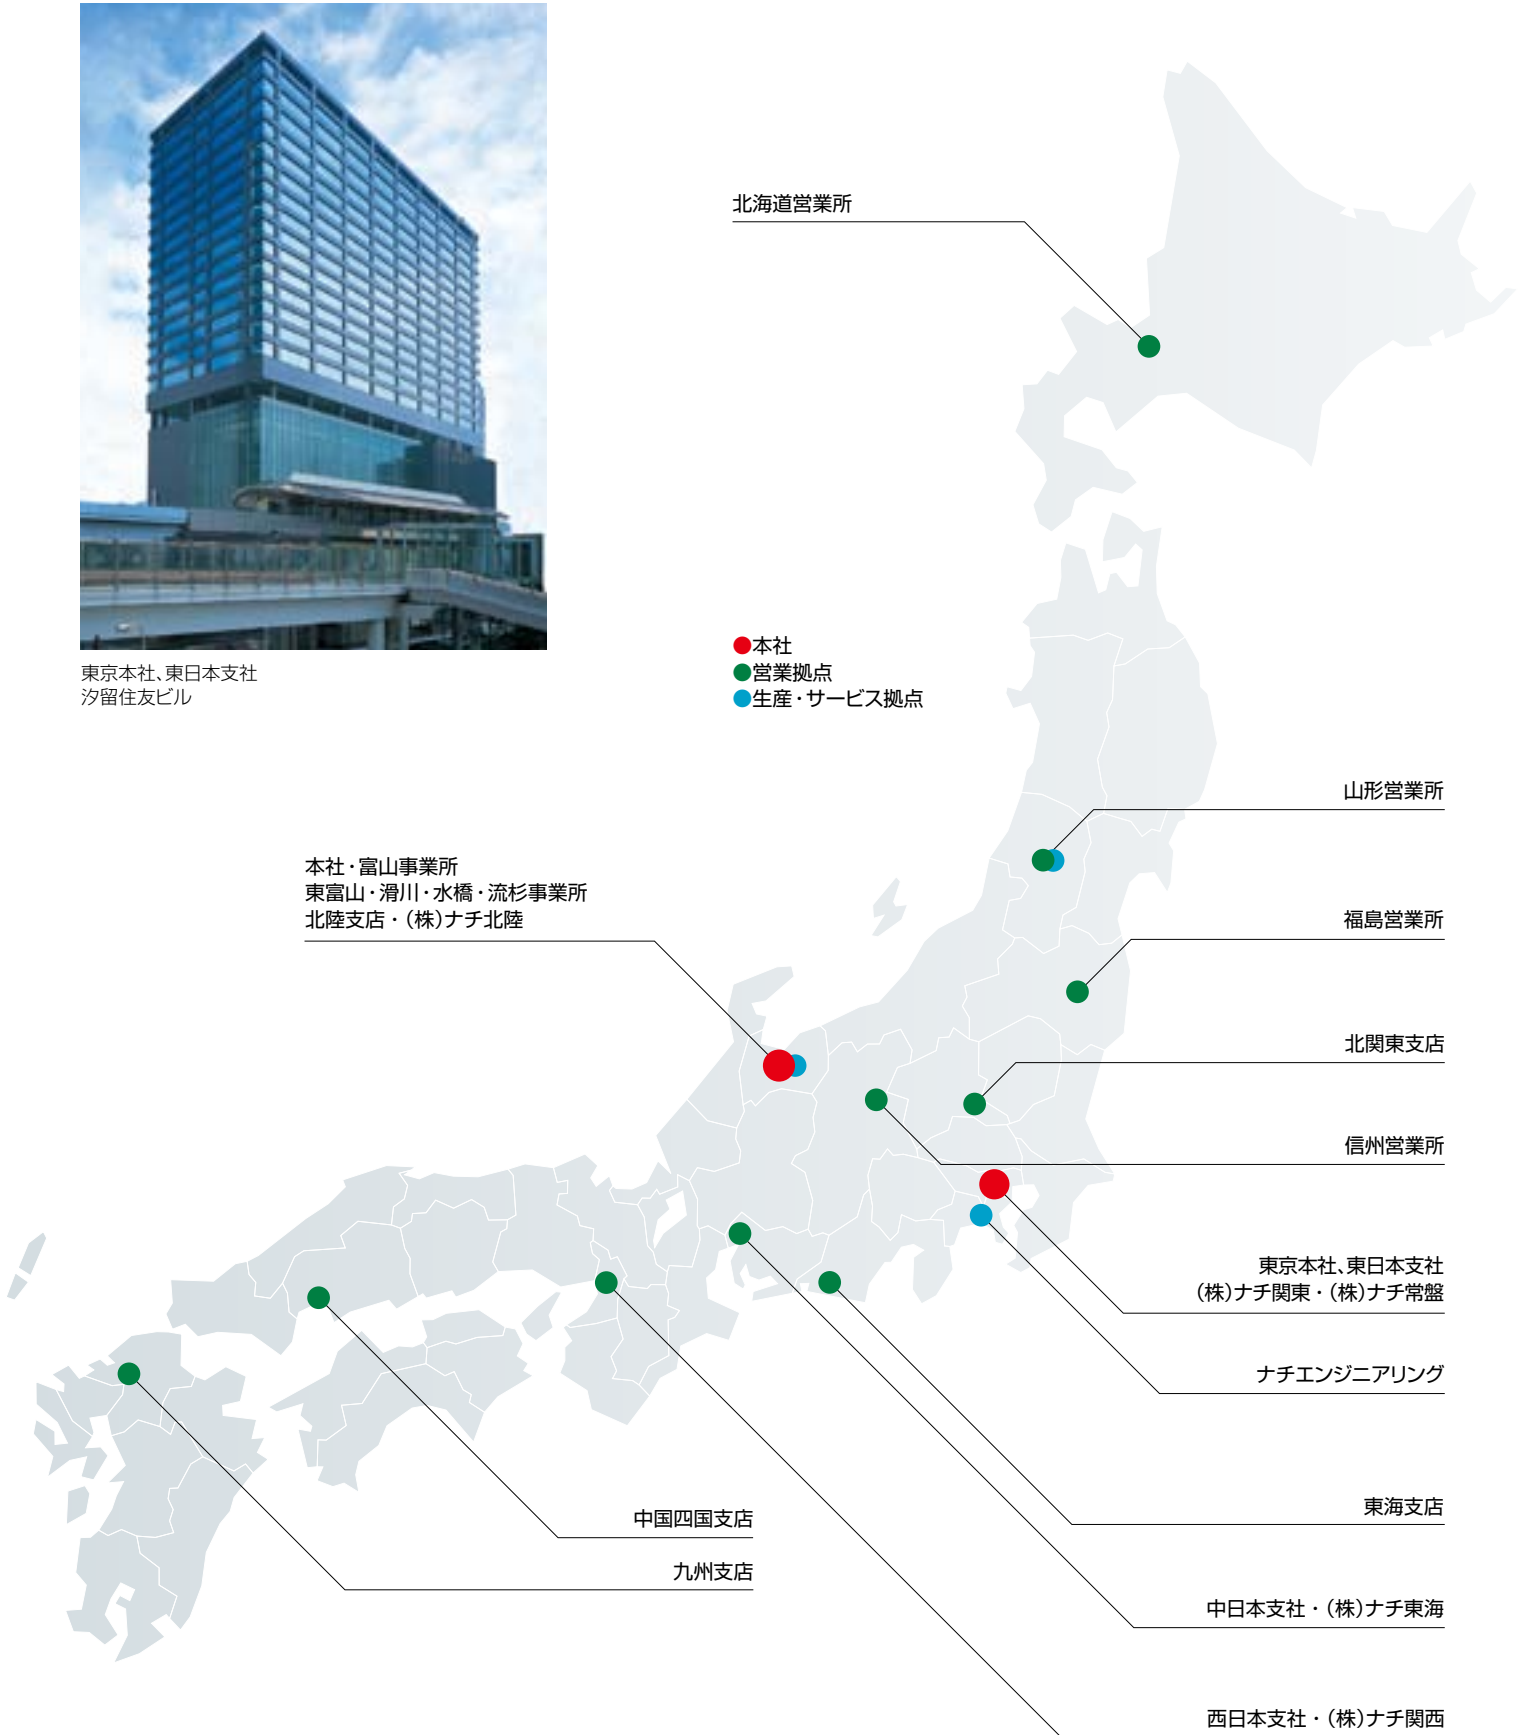 東京本社、東日本支社
汐留住友ビル
北海道営業所
●本社
●営業拠点
●生産・サービス拠点
山形営業所
本社・富山事業所
東富山・滑川・水橋・流杉事業所
北陸支店・(株)ナチ北陸
福島営業所
北関東支店
信州営業所
東京本社、東日本支社
(株)ナチ関東・(株)ナチ常盤
ナチエンジニアリング
東海支店
中国四国支店
九州支店
中日本支社・(株)ナチ東海
西日本支社・(株)ナチ関西